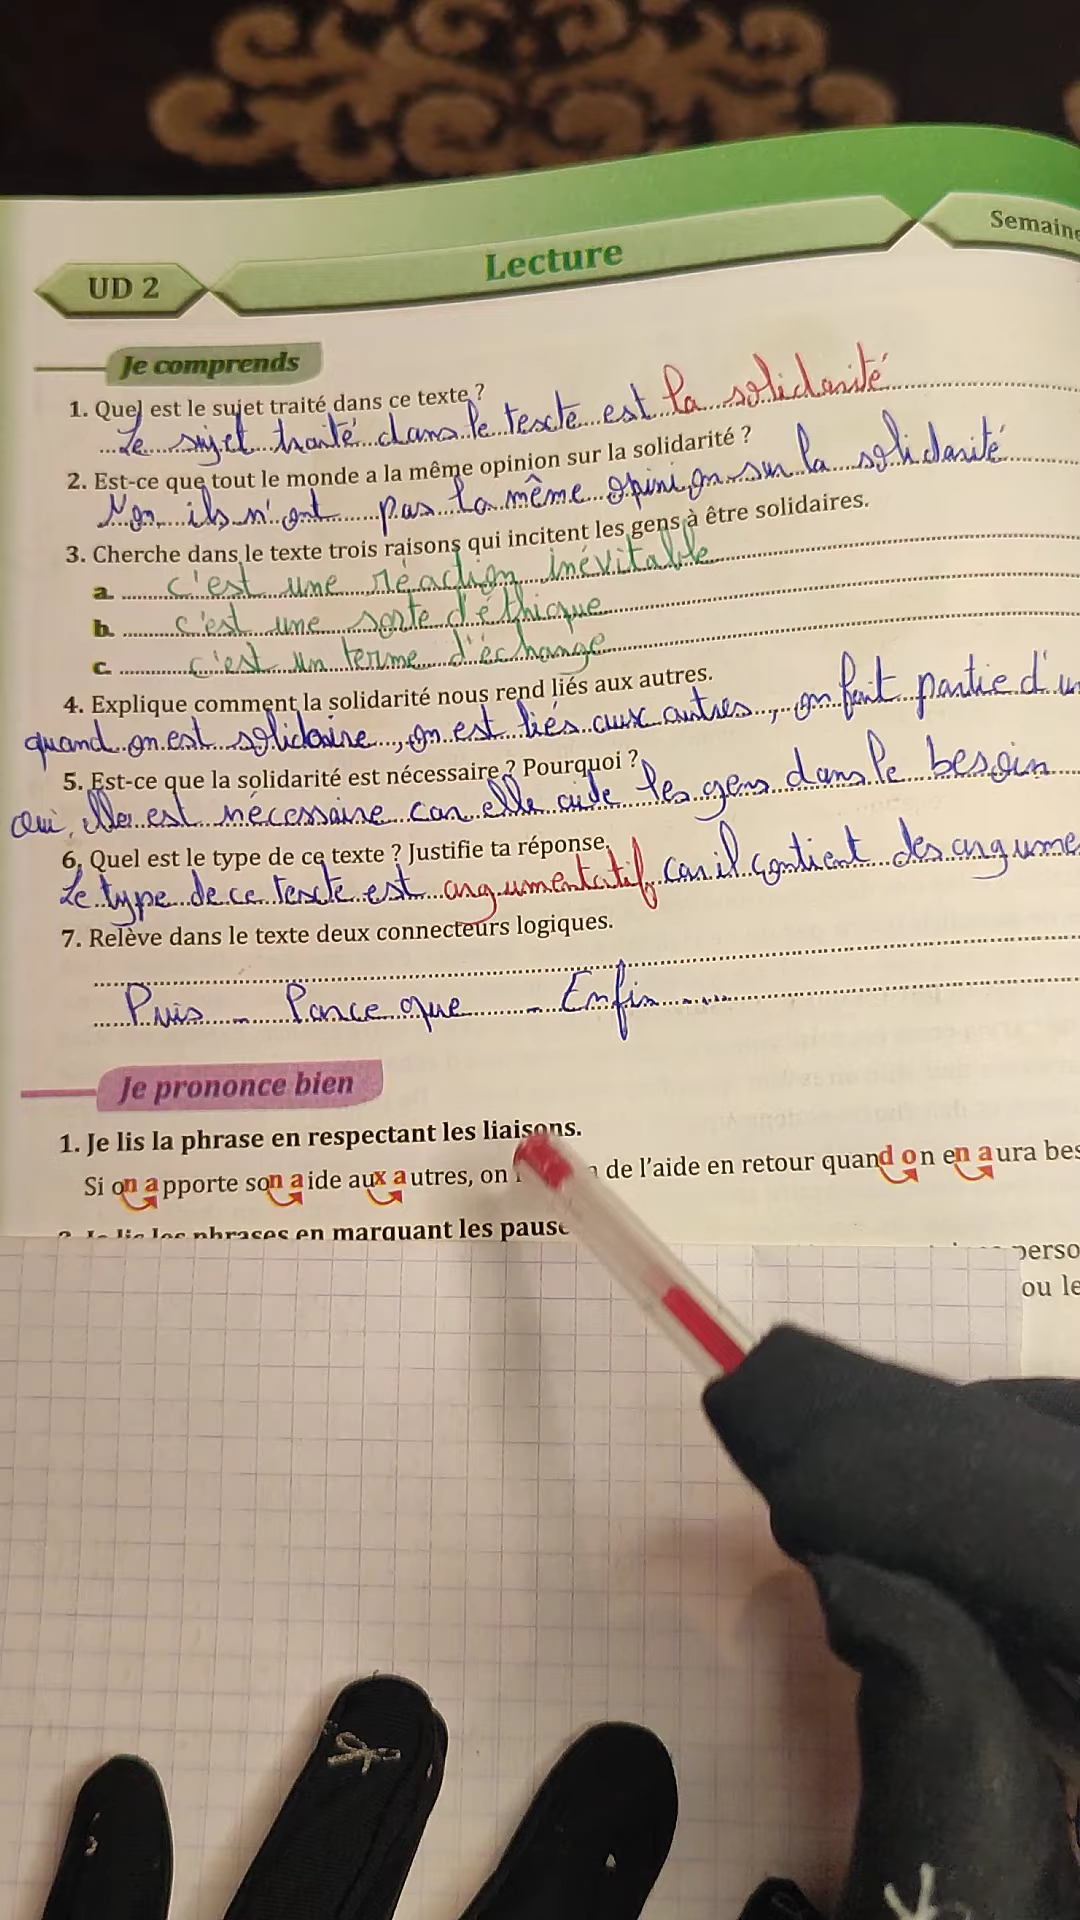 Semaine
UD 2
Lecture
Je comprends
1. Quel est le sujet traité dans ce texte ?
Le sujet traité dans le texte est la solidarité
2. Est-ce que tout le monde a la même opinion sur la solidarité ?
Non, ils n'ont pas la même opinion sur la solidarité
3. Cherche dans le texte trois raisons qui incitent les gens à être solidaires.
a. c'est une réaction inévitable
b. c'est une sorte d'éthique
c. c'est un terme d'échange
4. Explique comment la solidarité nous rend liés aux autres.
quand on est solidaire, on est liés aux autres, on fait partie d'un
5. Est-ce que la solidarité est nécessaire ? Pourquoi ?
oui, elle est nécessaire car elle aide les gens dans le besoin
6. Quel est le type de ce texte ? Justifie ta réponse.
Le type de ce texte est argumentatif car il contient des argume
7. Relève dans le texte deux connecteurs logiques.
Puis - Parce que - Enfin
Je prononce bien
1. Je lis la phrase en respectant les liaisons.
Si on apporte son aide aux autres, on de l'aide en retour quand on en aura bes
2. Je lis les phrases en marquant les pause
perso
ou le